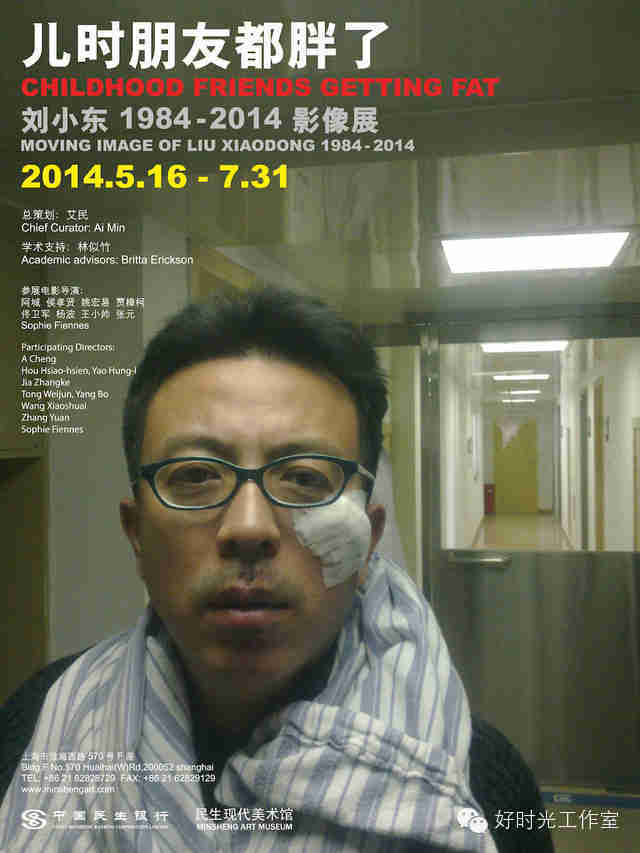 儿时朋友都胖了
CHILDHOOD FRIENDS GETTING FAT
刘小东 1984-2014 影像展
MOVING IMAGE OF LIU XIAODONG 1984-2014
2014.5.16 - 7.31
总策划：艾民
Chief Curator: Ai Min
学术支持：林似竹
Academic advisors: Britta Erickson
参展电影导演：
阿城 侯孝贤 姚宏易 贾樟柯
佟卫军 杨波 王小帅 张元
Sophie Fiennes
Participating Directors:
A Cheng
Hou Hsiao-hsien, Yao Hung-I
Jia Zhangke
Tong Weijun, Yang Bo
Wang Xiaoshuai
Zhang Yuan
Sophie Fiennes
上海市淮海西路570号F座
Bldg F No.570 Huaihai(W)Rd,200052 shanghai
TEL: +86 21 62828729 FAX: +86 21 62829129
www.minshengart.com
中国民生银行
民生现代美术馆
MINSHENG ART MUSEUM
好时光工作室